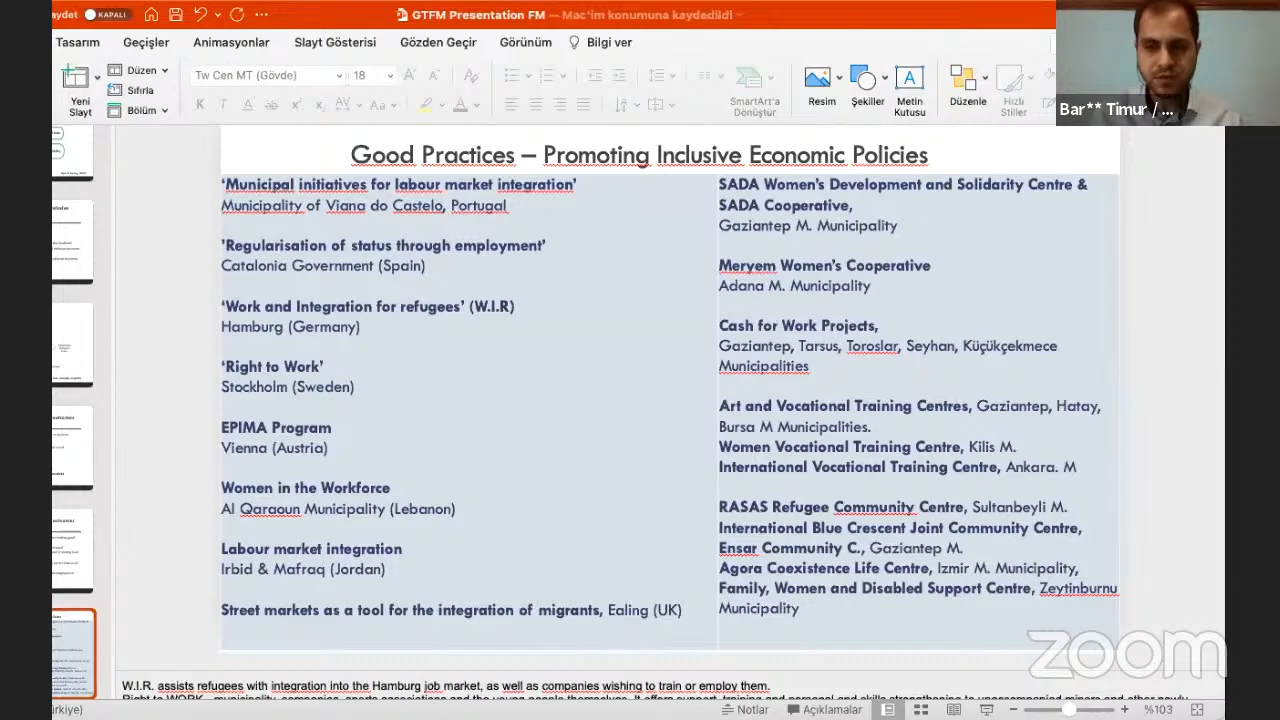 aydet KAPALI GTFM Presentation FM — Mac'im konumuna kaydedildi
Tasarım Geçişler Animasyonlar Slayt Gösterisi Gözden Geçir Görünüm Bilgi ver
Yeni Slayt
Düzen
Sıfırla
Bölüm
Tw Cen MT (Gövde) 18
K T
SmartArt'a Dönüştür
Resim Şekiller Metin Kutusu Düzenle Hızlı Stiller
Bar** Timur / ...
Good Practices – Promoting Inclusive Economic Policies
‘Municipal initiatives for labour market integration’
Municipality of Viana do Castelo, Portugal
'Regularisation of status through employment’
Catalonia Government (Spain)
‘Work and Integration for refugees’ (W.I.R)
Hamburg (Germany)
‘Right to Work’
Stockholm (Sweden)
EPIMA Program
Vienna (Austria)
Women in the Workforce
Al Qaraoun Municipality (Lebanon)
Labour market integration
Irbid & Mafraq (Jordan)
Street markets as a tool for the integration of migrants, Ealing (UK)
SADA Women’s Development and Solidarity Centre &
SADA Cooperative,
Gaziantep M. Municipality
Meryem Women’s Cooperative
Adana M. Municipality
Cash for Work Projects,
Gaziantep, Tarsus, Toroslar, Seyhan, Küçükçekmece
Municipalities
Art and Vocational Training Centres, Gaziantep, Hatay,
Bursa M Municipalities.
Women Vocational Training Centre, Kilis M.
International Vocational Training Centre, Ankara. M
RASAS Refugee Community Centre, Sultanbeyli M.
International Blue Crescent Joint Community Centre,
Ensar Community C., Gaziantep M.
Agora Coexistence Life Centre, Izmir M. Municipality,
Family, Women and Disabled Support Centre, Zeytinburnu
Municipality
zoom
W.I.R. assists refugees with integration in the Hamburg job market, as well as companies wishing to train or employ them.
ürkiye) Notlar Açıklamalar %103